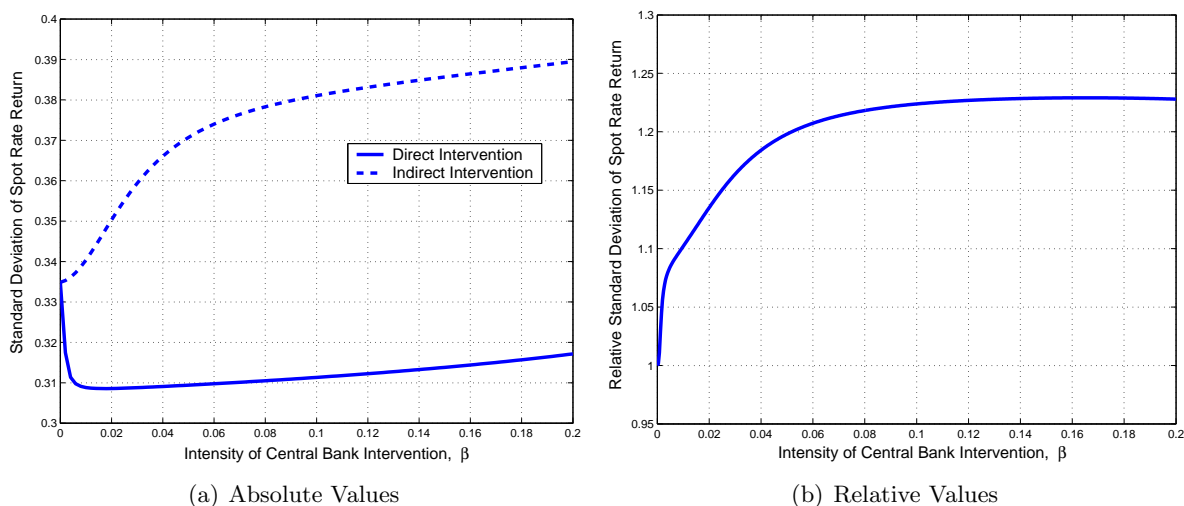 0.4
0.39
0.38
0.37
0.36
0.35
0.34
0.33
0.32
0.31
0.3
Standard Deviation of Spot Rate Return
Direct Intervention
Indirect Intervention
0 0.02 0.04 0.06 0.08 0.1 0.12 0.14 0.16 0.18 0.2
Intensity of Central Bank Intervention, β
(a) Absolute Values
1.3
1.25
1.2
1.15
1.1
1.05
1
0.95
Relative Standard Deviation of Spot Rate Return
0 0.02 0.04 0.06 0.08 0.1 0.12 0.14 0.16 0.18 0.2
Intensity of Central Bank Intervention, β
(b) Relative Values